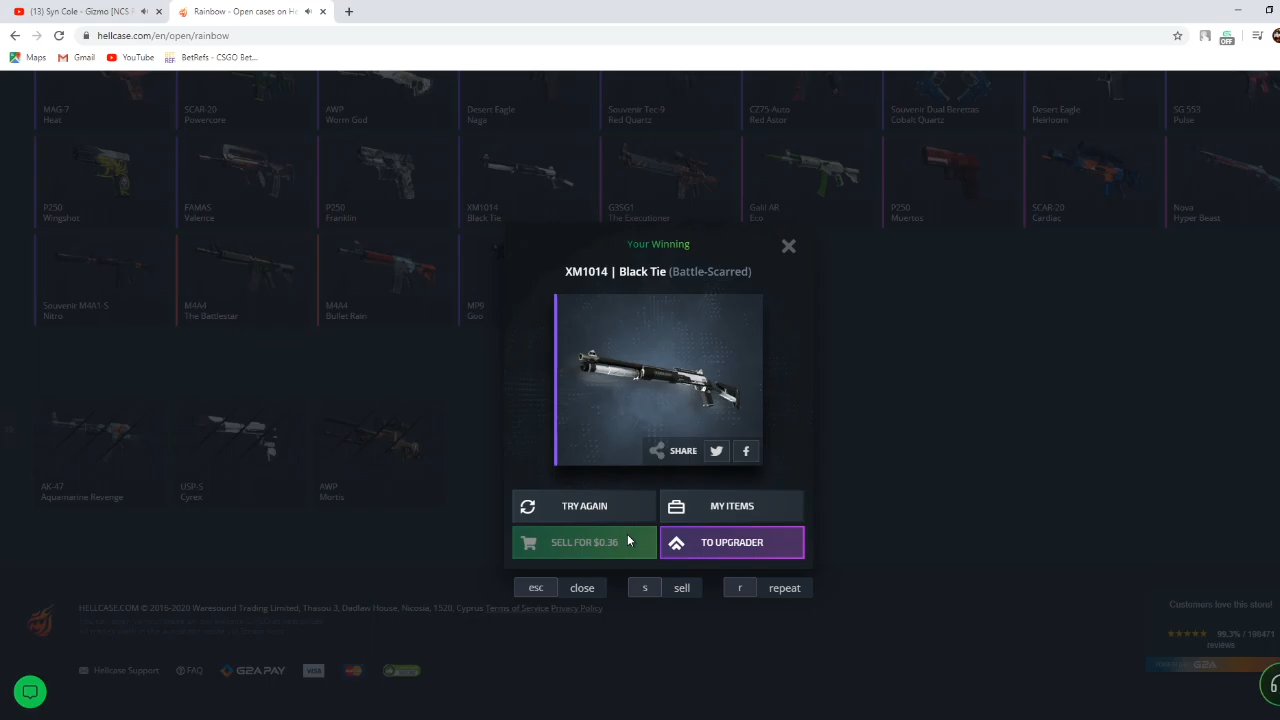 (13) Syn Cole - Gizmo [NCS R
Rainbow - Open cases on He
hellcase.com/en/open/rainbow
OFF
Maps
Gmail
YouTube
BET REF
BetRefs - CSGO Bet...
MAG-7
Heat
SCAR-20
Powercore
AWP
Worm God
Desert Eagle
Naga
Souvenir Tec-9
Red Quartz
CZ75-Auto
Red Astor
Souvenir Dual Berettas
Cobalt Quartz
Desert Eagle
Heirloom
SG 553
Pulse
P250
Wingshot
FAMAS
Valence
P250
Franklin
XM1014
Black Tie
G3SG1
The Executioner
Galil AR
Eco
P250
Muertos
SCAR-20
Cardiac
Nova
Hyper Beast
Your Winning
XM1014 | Black Tie (Battle-Scarred)
Souvenir M4A1-S
Nitro
M4A4
The Battlestar
M4A4
Bullet Rain
MP9
Goo
SHARE
AK-47
Aquamarine Revenge
USP-S
Cyrex
AWP
Mortis
TRY AGAIN
MY ITEMS
SELL FOR $0.36
TO UPGRADER
esc
close
s
sell
r
repeat
HELLCASE.COM © 2016-2020 Waresound Trading Limited, Thasou 3, Dadlaw House, Nicosia, 1520, Cyprus Terms of Service Privacy Policy
Customers love this store!
99.3% / 198471
reviews
Hellcase Support
FAQ
G2A PAY
VISA